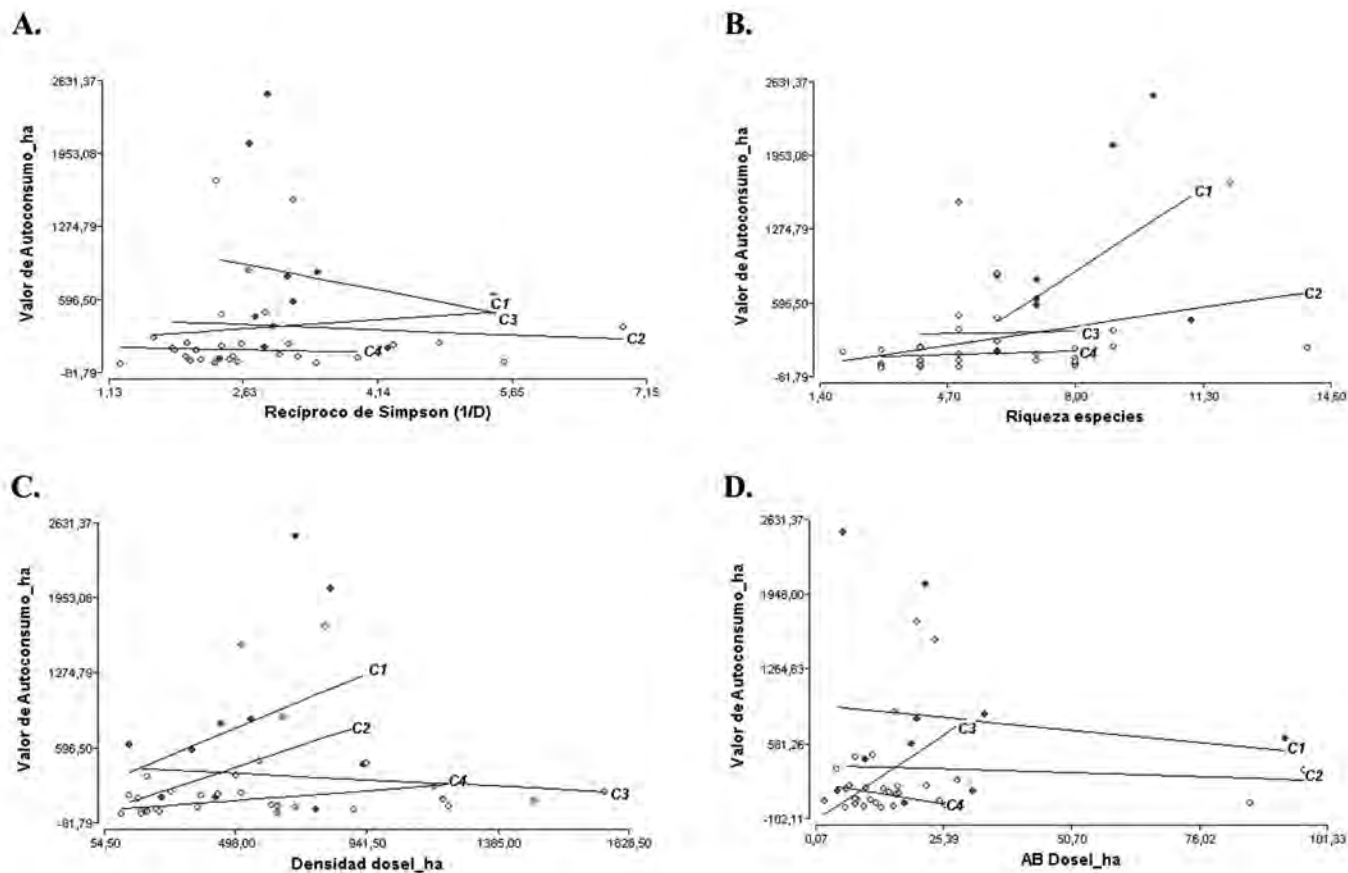 A.
Valor de Autoconsumo_ha
2631,37
1953,08
1274,79
596,50
-81,79
C1
C3
C2
C4
1,13 2,63 4,14 5,65 7,15
Recíproco de Simpson (1/D)
B.
Valor de Autoconsumo_ha
2631,37
1953,08
1274,79
596,50
-81,79
C1
C2
C3
C4
1,40 4,70 8,00 11,30 14,60
Riqueza especies
C.
Valor de Autoconsumo_ha
2631,37
1953,08
1274,79
596,50
-81,79
C1
C2
C4
C3
54,50 498,00 941,50 1385,00 1828,50
Densidad dosel_ha
D.
Valor de Autoconsumo_ha
2631,37
1948,00
1264,63
581,26
-102,11
C3
C1
C2
C4
0,07 25,39 50,70 76,02 101,33
AB Dosel_ha